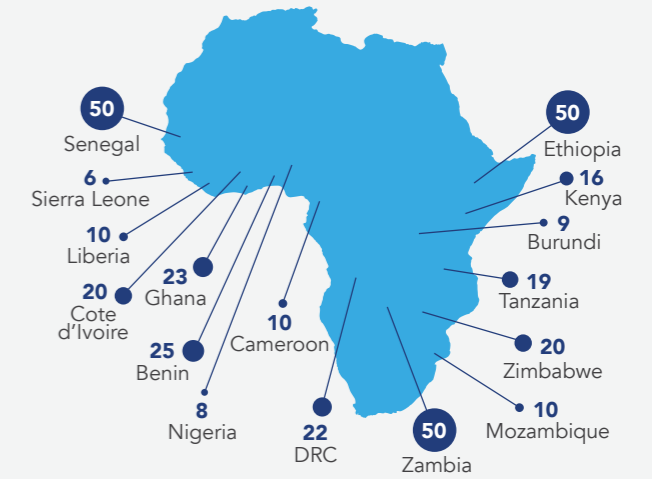 50
Senegal
6
Sierra Leone
10
Liberia
20
Cote
d’Ivoire
23
Ghana
25
Benin
8
Nigeria
10
Cameroon
22
DRC
50
Zambia
50
Ethiopia
16
Kenya
9
Burundi
19
Tanzania
20
Zimbabwe
10
Mozambique